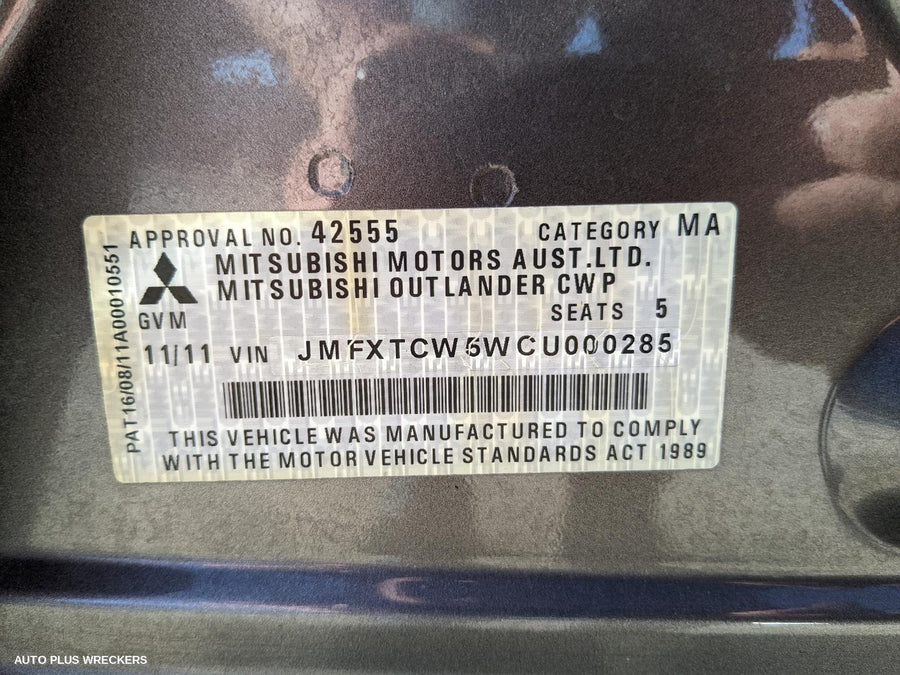 APPROVAL NO. 42555 CATEGORY MA
MITSUBISHI MOTORS AUST.LTD.
MITSUBISHI OUTLANDER CWP
SEATS 5
GVM
11/11 VIN JMFXTCW5WCU000285
THIS VEHICLE WAS MANUFACTURED TO COMPLY
WITH THE MOTOR VEHICLE STANDARDS ACT 1989
PAT16/08/11A00010551
AUTO PLUS WRECKERS